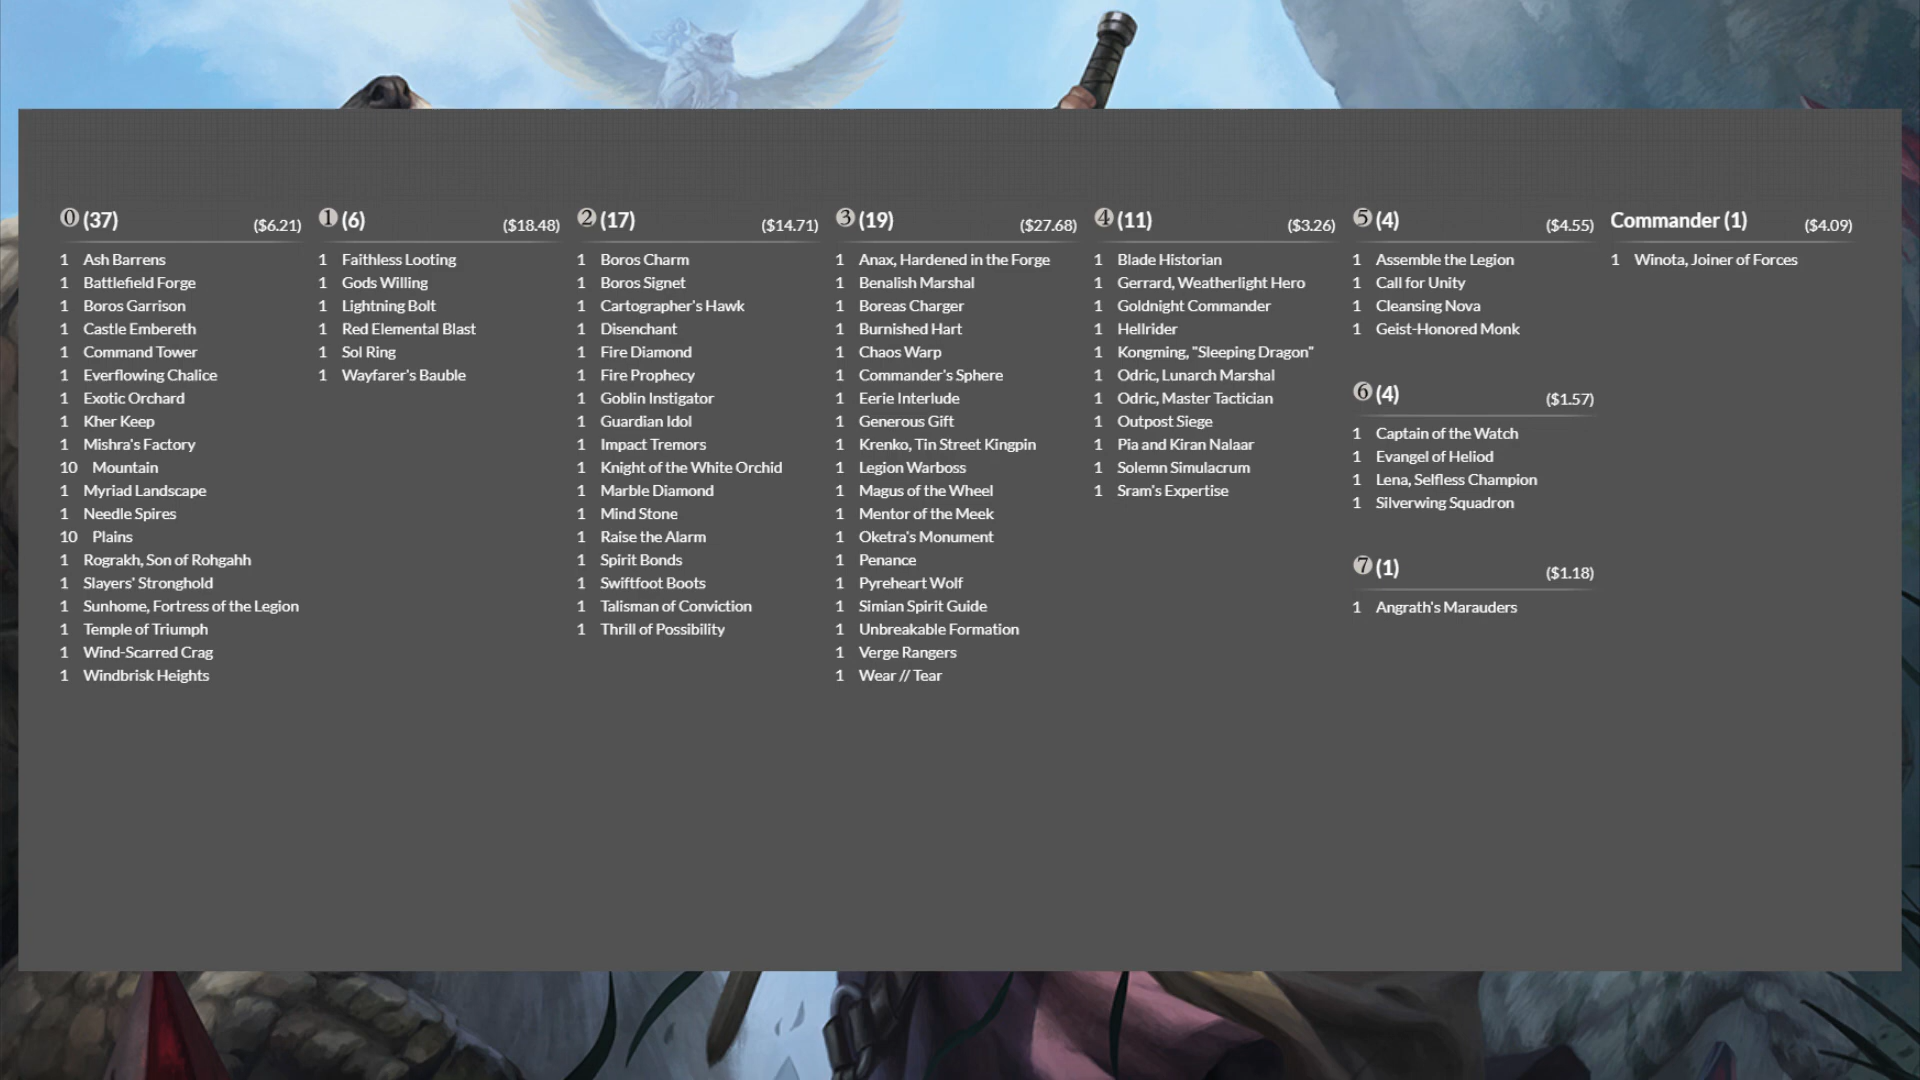 0 (37) ($6.21)
1 Ash Barrens
1 Battlefield Forge
1 Boros Garrison
1 Castle Embereth
1 Command Tower
1 Everflowing Chalice
1 Exotic Orchard
1 Kher Keep
1 Mishra's Factory
10 Mountain
1 Myriad Landscape
1 Needle Spires
10 Plains
1 Rograkh, Son of Rohgahh
1 Slayers' Stronghold
1 Sunhome, Fortress of the Legion
1 Temple of Triumph
1 Wind-Scarred Crag
1 Windbrisk Heights
1 (6) ($18.48)
1 Faithless Looting
1 Gods Willing
1 Lightning Bolt
1 Red Elemental Blast
1 Sol Ring
1 Wayfarer's Bauble
2 (17) ($14.71)
1 Boros Charm
1 Boros Signet
1 Cartographer's Hawk
1 Disenchant
1 Fire Diamond
1 Fire Prophecy
1 Goblin Instigator
1 Guardian Idol
1 Impact Tremors
1 Knight of the White Orchid
1 Marble Diamond
1 Mind Stone
1 Raise the Alarm
1 Spirit Bonds
1 Swiftfoot Boots
1 Talisman of Conviction
1 Thrill of Possibility
3 (19) ($27.68)
1 Anax, Hardened in the Forge
1 Benalish Marshal
1 Boreas Charger
1 Burnished Hart
1 Chaos Warp
1 Commander's Sphere
1 Eerie Interlude
1 Generous Gift
1 Krenko, Tin Street Kingpin
1 Legion Warboss
1 Magus of the Wheel
1 Mentor of the Meek
1 Oketra's Monument
1 Penance
1 Pyreheart Wolf
1 Simian Spirit Guide
1 Unbreakable Formation
1 Verge Rangers
1 Wear // Tear
4 (11) ($3.26)
1 Blade Historian
1 Gerrard, Weatherlight Hero
1 Goldnight Commander
1 Hellrider
1 Kongming, "Sleeping Dragon"
1 Odric, Lunarch Marshal
1 Odric, Master Tactician
1 Outpost Siege
1 Pia and Kiran Nalaar
1 Solemn Simulacrum
1 Sram's Expertise
5 (4) ($4.55)
1 Assemble the Legion
1 Call for Unity
1 Cleansing Nova
1 Geist-Honored Monk
6 (4) ($1.57)
1 Captain of the Watch
1 Evangel of Heliod
1 Lena, Selfless Champion
1 Silverwing Squadron
7 (1) ($1.18)
1 Angrath's Marauders
Commander (1) ($4.09)
1 Winota, Joiner of Forces